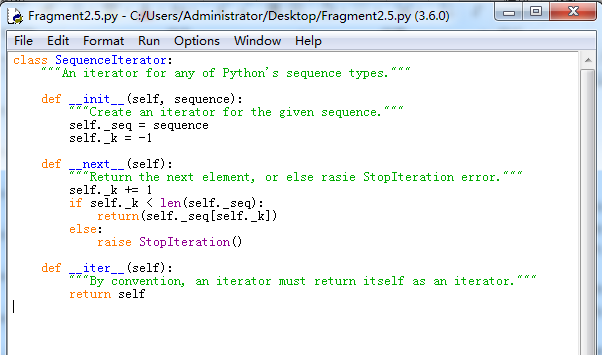 Fragment2.5.py - C:/Users/Administrator/Desktop/Fragment2.5.py (3.6.0)
File Edit Format Run Options Window Help
class SequenceIterator:
    """An iterator for any of Python's sequence types."""

    def __init__(self, sequence):
        """Create an iterator for the given sequence."""
        self._seq = sequence
        self._k = -1

    def __next__(self):
        """Return the next element, or else rasie StopIteration error."""
        self._k += 1
        if self._k < len(self._seq):
            return(self._seq[self._k])
        else:
            raise StopIteration()

    def __iter__(self):
        """By convention, an iterator must return itself as an iterator."""
        return self